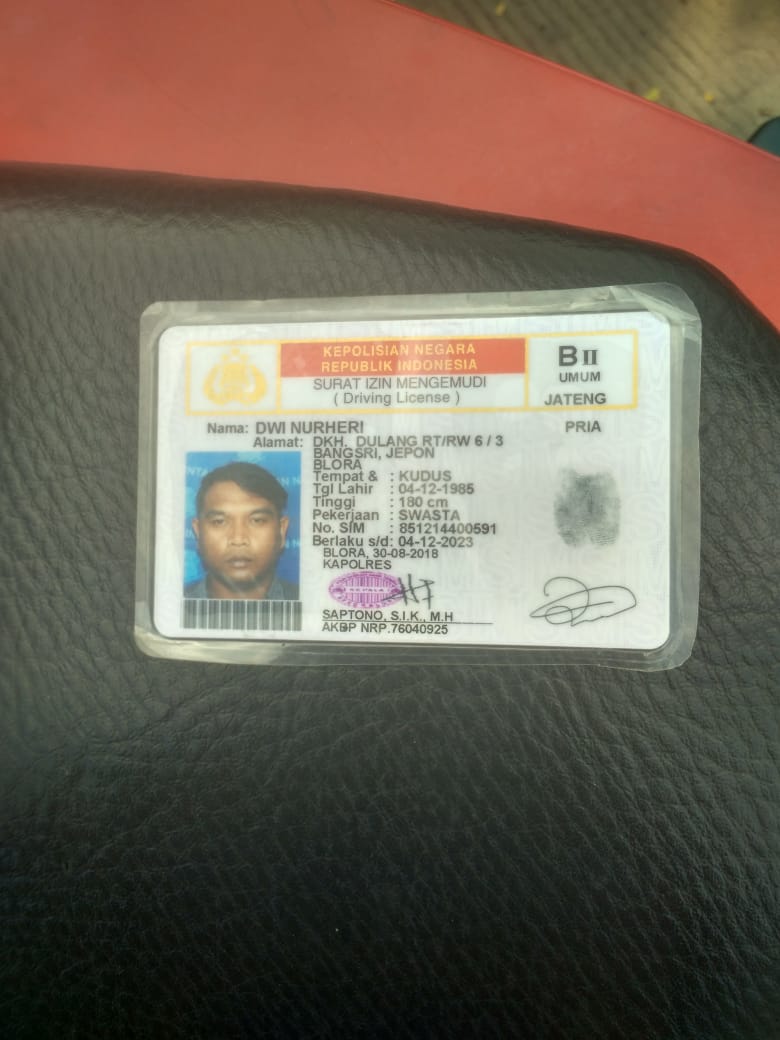 KEPOLISIAN NEGARA
REPUBLIK INDONESIA
SURAT IZIN MENGEMUDI
( Driving License )
B II
UMUM
JATENG
Nama: DWI NURHERI
PRIA
Alamat: DKH. DULANG RT/RW 6 / 3
BANGSRI, JEPON
BLORA
Tempat & : KUDUS
Tgl Lahir : 04-12-1985
Tinggi : 180 cm
Pekerjaan : SWASTA
No. SIM : 851214400591
Berlaku s/d: 04-12-2023
BLORA, 30-08-2018
KAPOLRES
KEPALA
SAPTONO, S.I.K., M.H
AKBP NRP.76040925